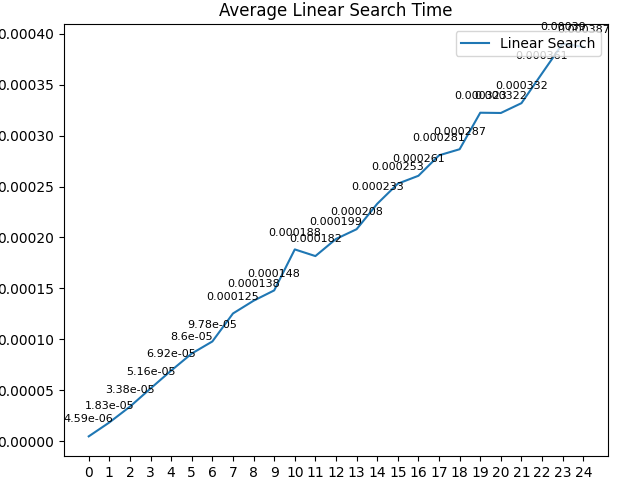 Average Linear Search Time
Linear Search
0.00040
0.00035
0.00030
0.00025
0.00020
0.00015
0.00010
0.00005
0.00000
4.59e-06
1.83e-05
3.38e-05
5.16e-05
6.92e-05
8.6e-05
9.78e-05
0.000125
0.000138
0.000148
0.000188
0.000182
0.000199
0.000208
0.000233
0.000253
0.000261
0.000281
0.000287
0.000323
0.000322
0.000332
0.000361
0.00039
0.000387
0 1 2 3 4 5 6 7 8 9 10 11 12 13 14 15 16 17 18 19 20 21 22 23 24